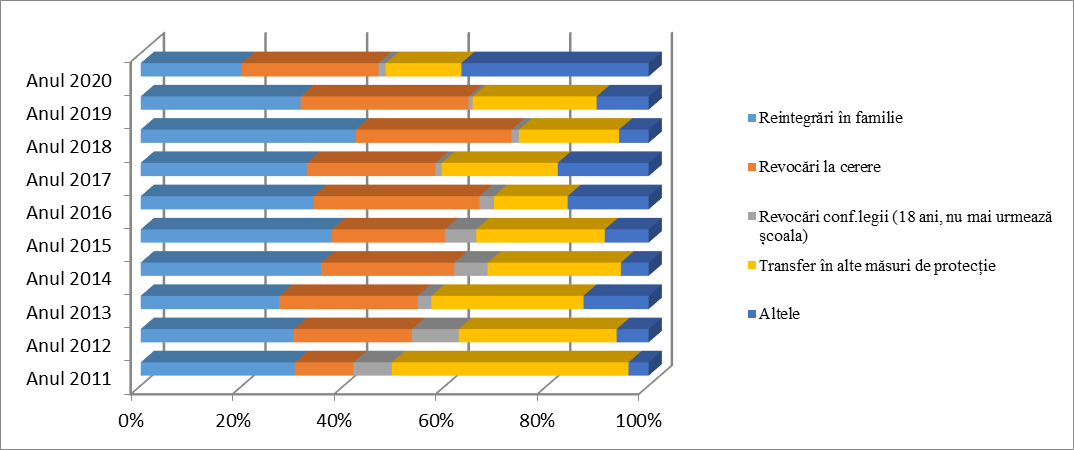 Anul 2020
Anul 2019
Anul 2018
Anul 2017
Anul 2016
Anul 2015
Anul 2014
Anul 2013
Anul 2012
Anul 2011
0% 20% 40% 60% 80% 100%
Reintegrări în familie
Revocări la cerere
Revocări conf.legii (18 ani, nu mai urmează
școala)
Transfer în alte măsuri de protecție
Altele